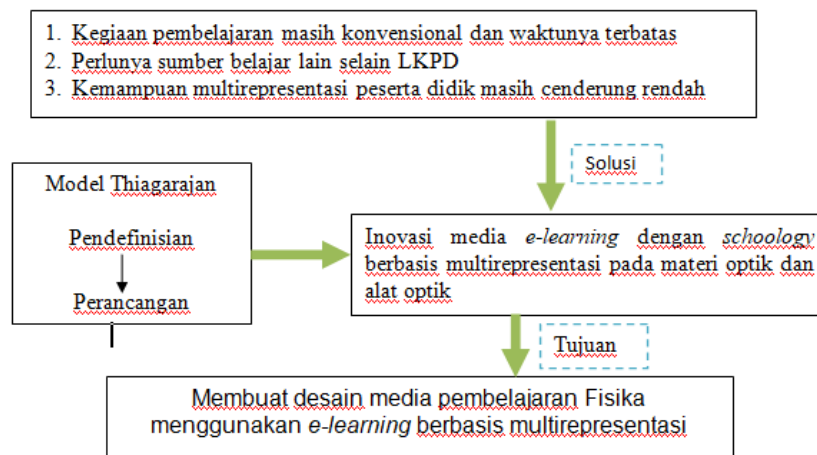 1. Kegiaan pembelajaran masih konvensional dan waktunya terbatas
2. Perlunya sumber belajar lain selain LKPD
3. Kemampuan multirepresentasi peserta didik masih cenderung rendah
Solusi
Model Thiagarajan
Pendefinisian
Perancangan
Inovasi media e-learning dengan schoology
berbasis multirepresentasi pada materi optik dan
alat optik
Tujuan
Membuat desain media pembelajaran Fisika
menggunakan e-learning berbasis multirepresentasi